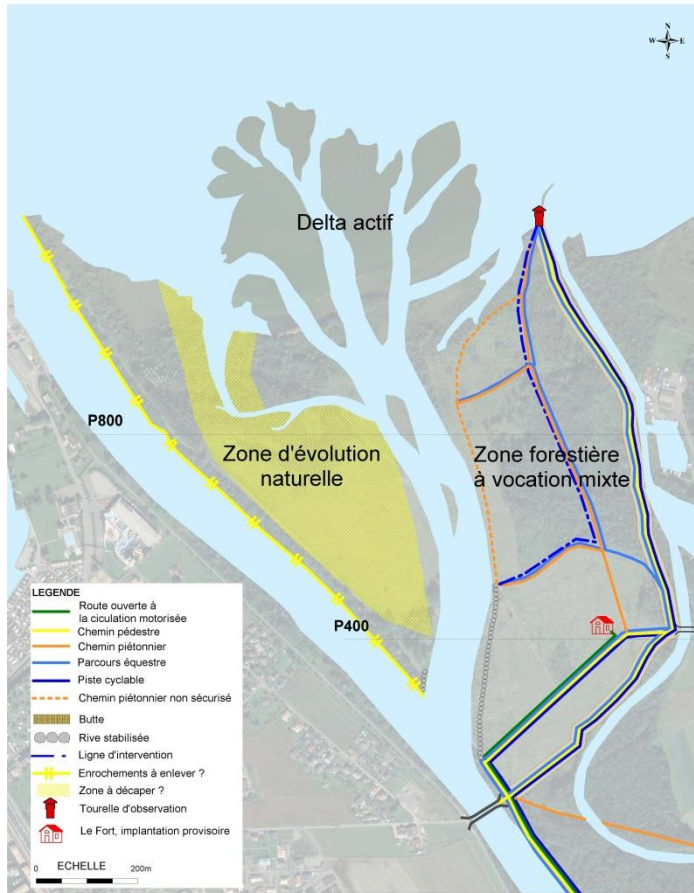 N
W E
S
Delta actif
P800
Zone d'évolution
naturelle
Zone forestière
à vocation mixte
P400
LEGENDE
Route ouverte à
la ciculation motorisée
Chemin pédestre
Chemin piétonnier
Parcours équestre
Piste cyclable
Chemin piétonnier non sécurisé
Butte
Rive stabilisée
Ligne d'intervention
Enrochements à enlever ?
Zone à décaper ?
Tourelle d'observation
Le Fort, implantation provisoire
ECHELLE
0 200m